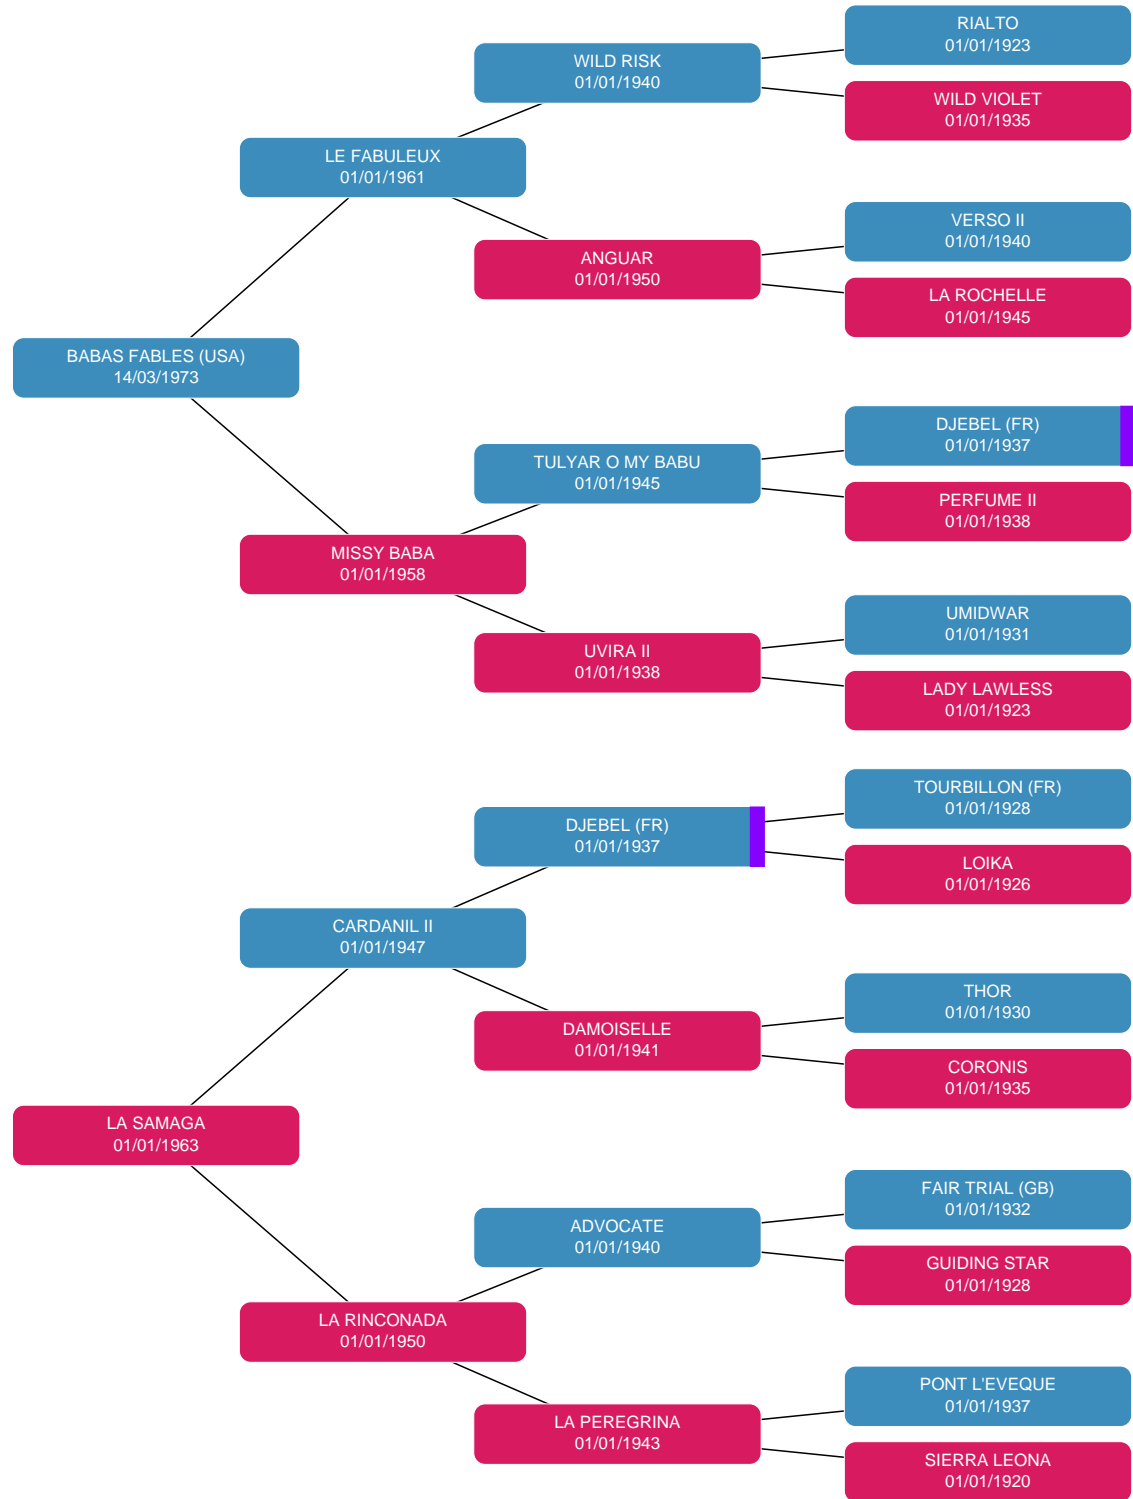 RIALTO
01/01/1923
WILD RISK
01/01/1940
WILD VIOLET
01/01/1935
LE FABULEUX
01/01/1961
VERSO II
01/01/1940
ANGUAR
01/01/1950
LA ROCHELLE
01/01/1945
BABAS FABLES (USA)
14/03/1973
DJEBEL (FR)
01/01/1937
TULYAR O MY BABU
01/01/1945
PERFUME II
01/01/1938
MISSY BABA
01/01/1958
UMIDWAR
01/01/1931
UVIRA II
01/01/1938
LADY LAWLESS
01/01/1923
TOURBILLON (FR)
01/01/1928
DJEBEL (FR)
01/01/1937
LOIKA
01/01/1926
CARDANIL II
01/01/1947
THOR
01/01/1930
DAMOISELLE
01/01/1941
CORONIS
01/01/1935
LA SAMAGA
01/01/1963
FAIR TRIAL (GB)
01/01/1932
ADVOCATE
01/01/1940
GUIDING STAR
01/01/1928
LA RINCONADA
01/01/1950
PONT L'EVEQUE
01/01/1937
LA PEREGRINA
01/01/1943
SIERRA LEONA
01/01/1920